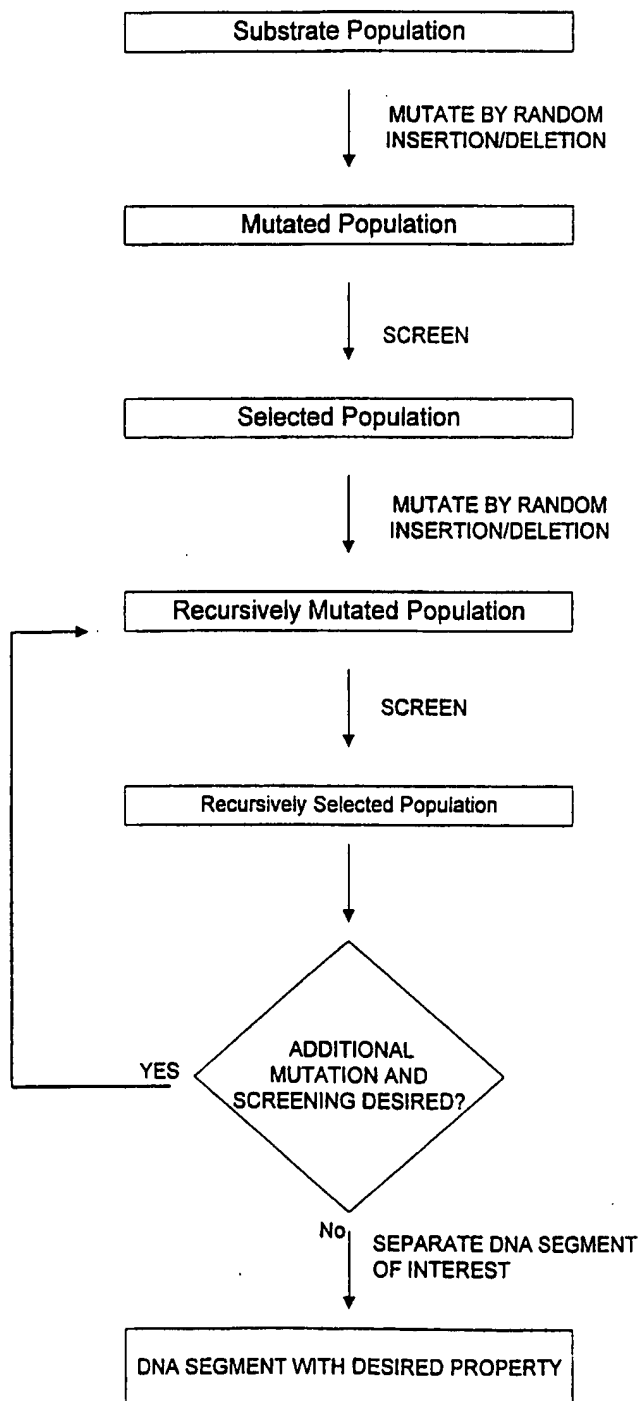 Substrate Population
MUTATE BY RANDOM
INSERTION/DELETION
Mutated Population
SCREEN
Selected Population
MUTATE BY RANDOM
INSERTION/DELETION
Recursively Mutated Population
SCREEN
Recursively Selected Population
YES
ADDITIONAL
MUTATION AND
SCREENING DESIRED?
No
SEPARATE DNA SEGMENT
OF INTEREST
DNA SEGMENT WITH DESIRED PROPERTY